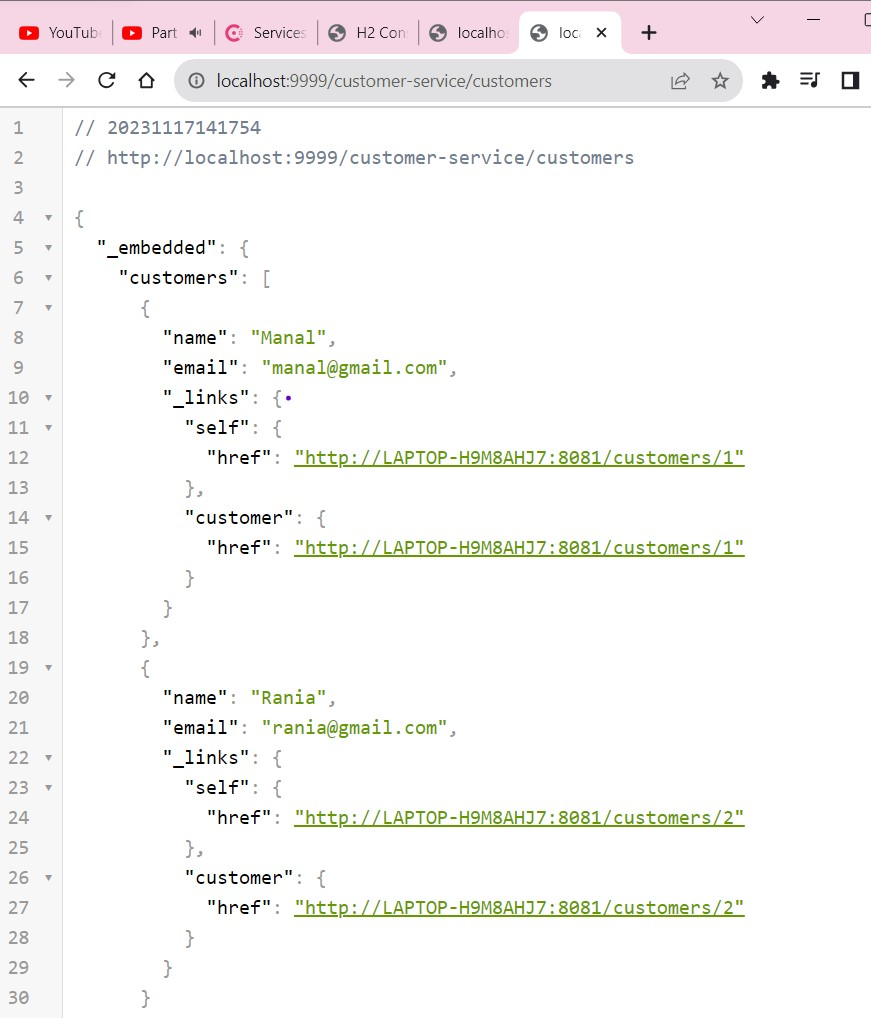 YouTub
Part
Services
H2 Con
localhos
loc
localhost:9999/customer-service/customers
1 // 20231117141754
2 // http://localhost:9999/customer-service/customers
3
4 {
5 "_embedded": {
6 "customers": [
7 {
8 "name": "Manal",
9 "email": "manal@gmail.com",
10 "_links": {
11 "self": {
12 "href": "http://LAPTOP-H9M8AHJ7:8081/customers/1"
13 },
14 "customer": {
15 "href": "http://LAPTOP-H9M8AHJ7:8081/customers/1"
16 }
17 }
18 },
19 {
20 "name": "Rania",
21 "email": "rania@gmail.com",
22 "_links": {
23 "self": {
24 "href": "http://LAPTOP-H9M8AHJ7:8081/customers/2"
25 },
26 "customer": {
27 "href": "http://LAPTOP-H9M8AHJ7:8081/customers/2"
28 }
29 }
30 }